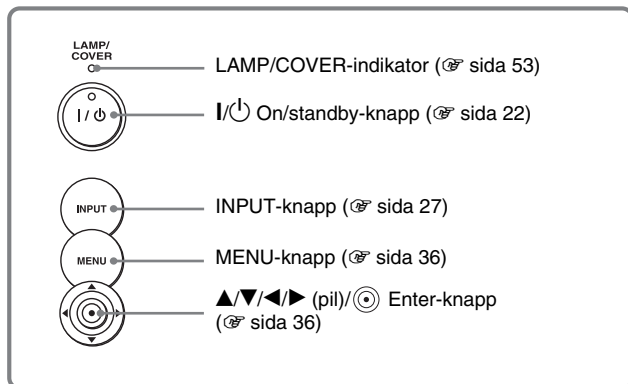 LAMP/
COVER
LAMP/COVER-indikator (☞ sida 53)
I/⏻ I/⏻ On/standby-knapp (☞ sida 22)
INPUT INPUT-knapp (☞ sida 27)
MENU MENU-knapp (☞ sida 36)
▲/▼/◀/▶ (pil)/◎ Enter-knapp
(☞ sida 36)